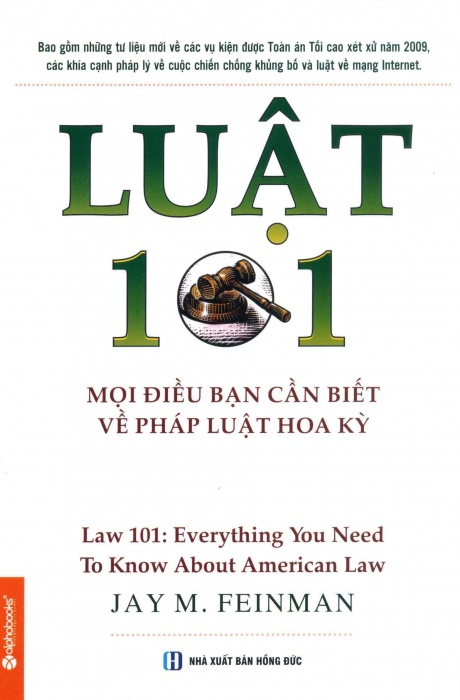 Bao gồm những tư liệu mới về các vụ kiện được Toàn án Tối cao xét xử năm 2009,
các khía cạnh pháp lý về cuộc chiến chống khủng bố và luật về mạng Internet.
LUẬT
101
MỌI ĐIỀU BẠN CẦN BIẾT
VỀ PHÁP LUẬT HOA KỲ
Law 101: Everything You Need
To Know About American Law
JAY M. FEINMAN
alphabooks
NHÀ XUẤT BẢN HỒNG ĐỨC